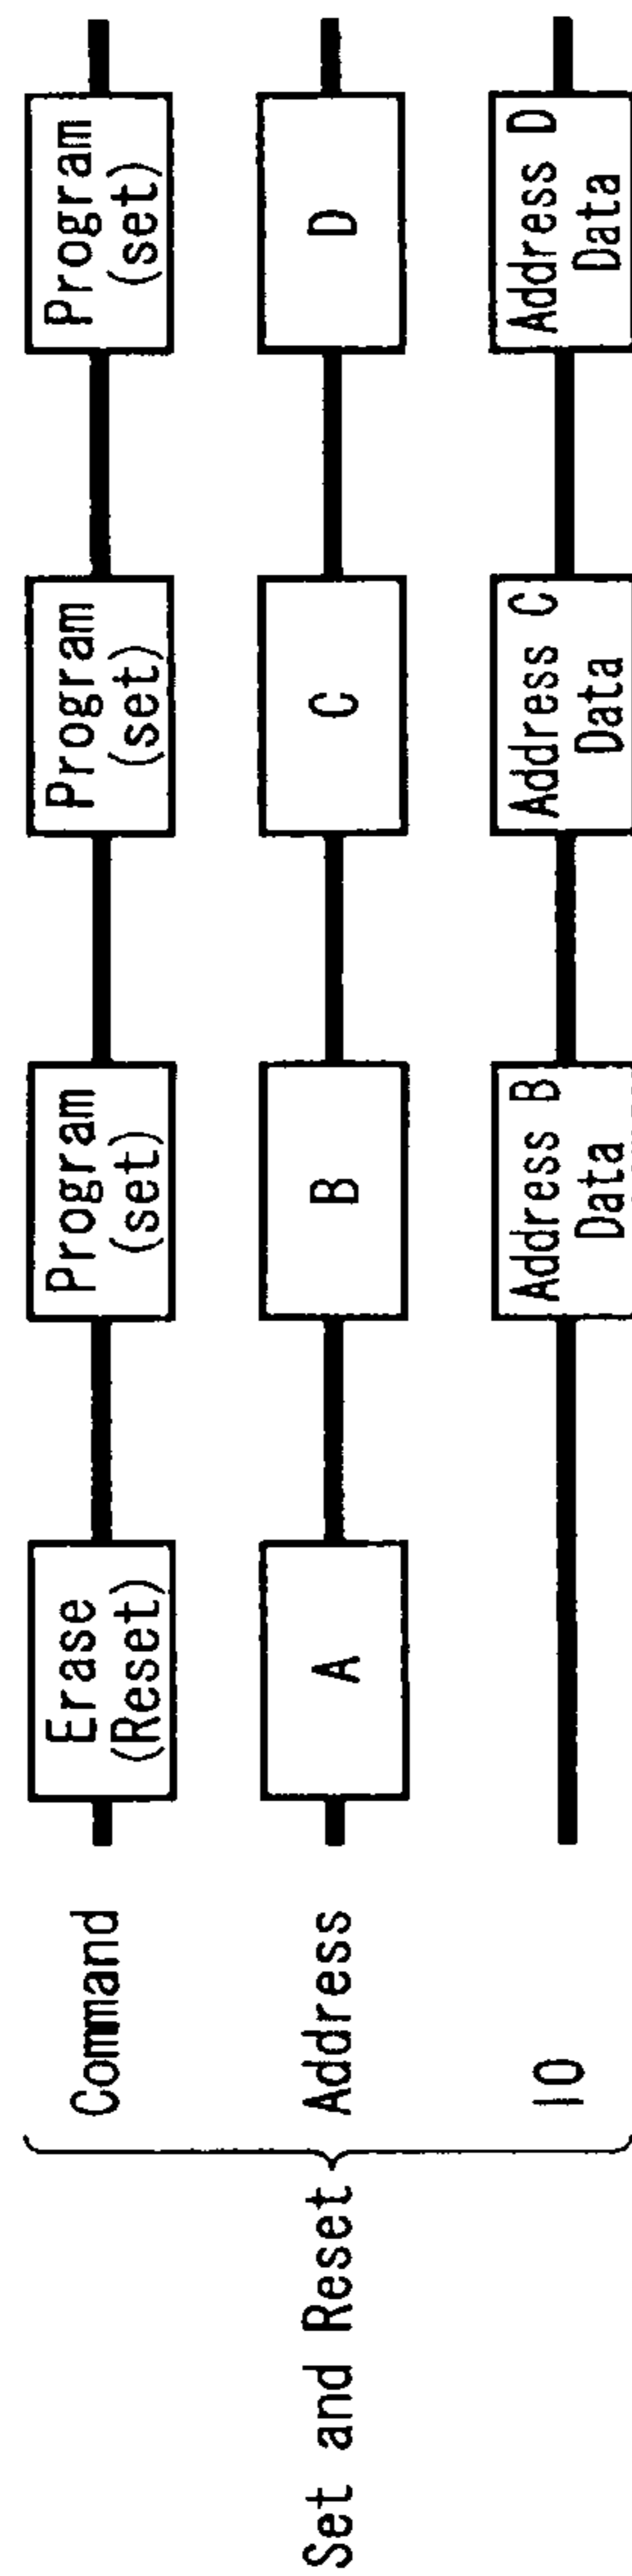 Set and Reset
Command
Erase
(Reset)
Program
(set)
Program
(set)
Program
(set)
Address
A
B
C
D
IO
Address B
Data
Address C
Data
Address D
Data